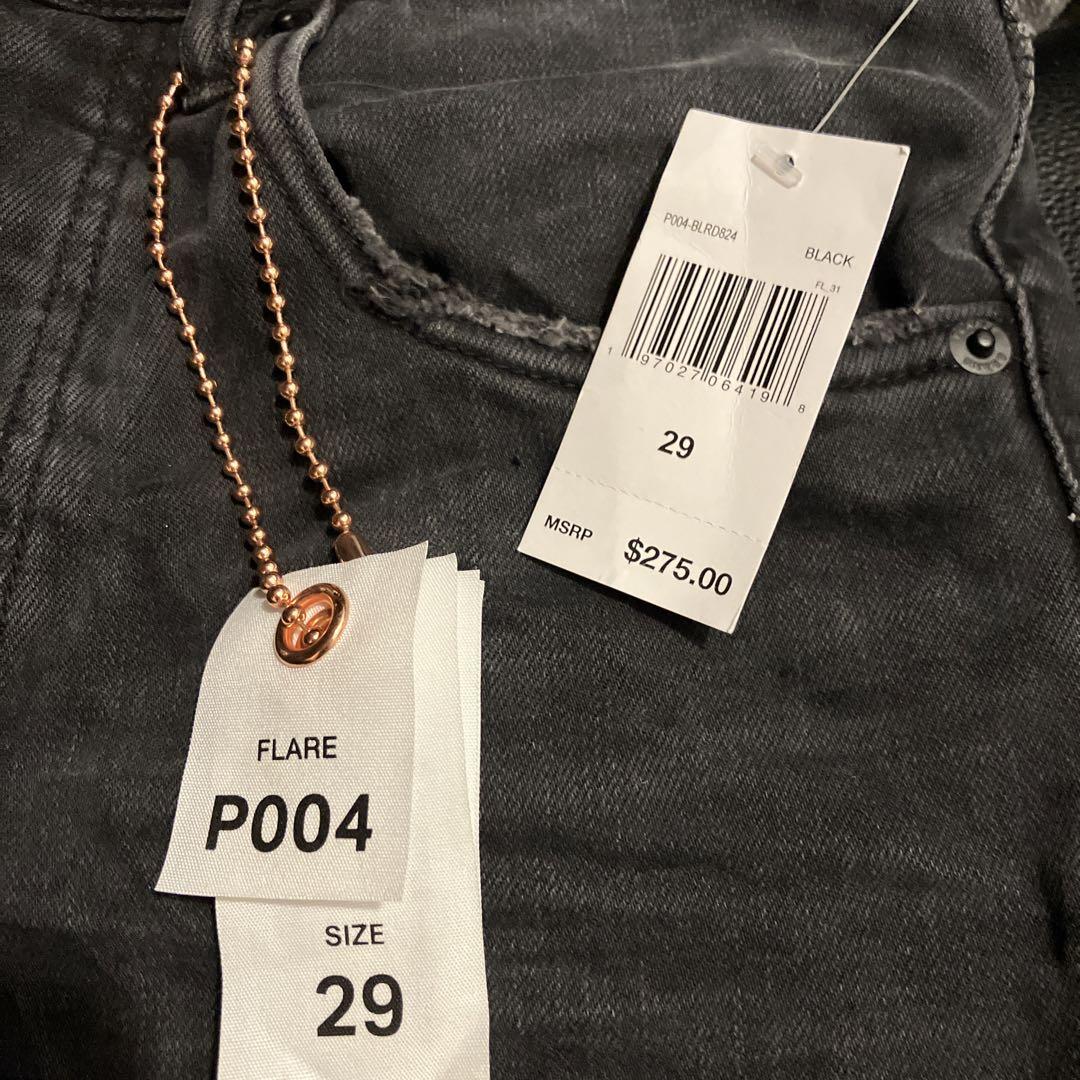 P004-BLRD824
BLACK
FL_31
1 97027 06419 8
29
MSRP $275.00
FLARE
P004
SIZE
29